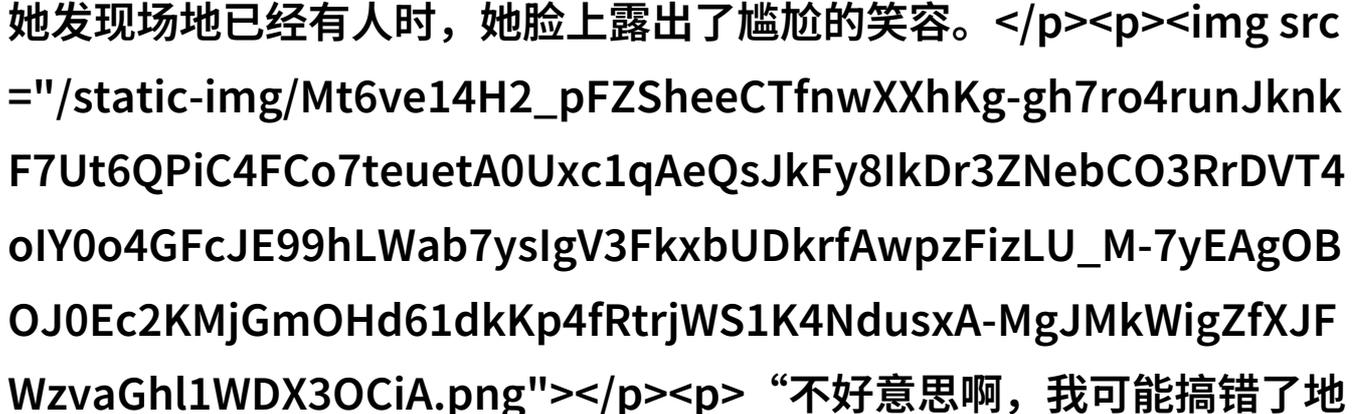 她发现场地已经有人时，她脸上露出了尴尬的笑容。</p><p><img src
="/static-img/Mt6ve14H2_pFZSheeCTfnwXXhKg-gh7ro4runJknk
F7Ut6QPiC4FCo7teuetA0Uxc1qAeQsJkFy8IkDr3ZNebCO3RrDVT4
oIY0o4GFcJE99hLWab7ysIgV3FkxbUDkrfAwpzFizLU_M-7yEAgOB
OJ0Ec2KMjGmOHd61dkKp4fRtrjWS1K4NdusxA-MgJMkWigZfXJF
WzvaGhl1WDX3OCiA.png"></p><p>“不好意思啊，我可能搞错了地